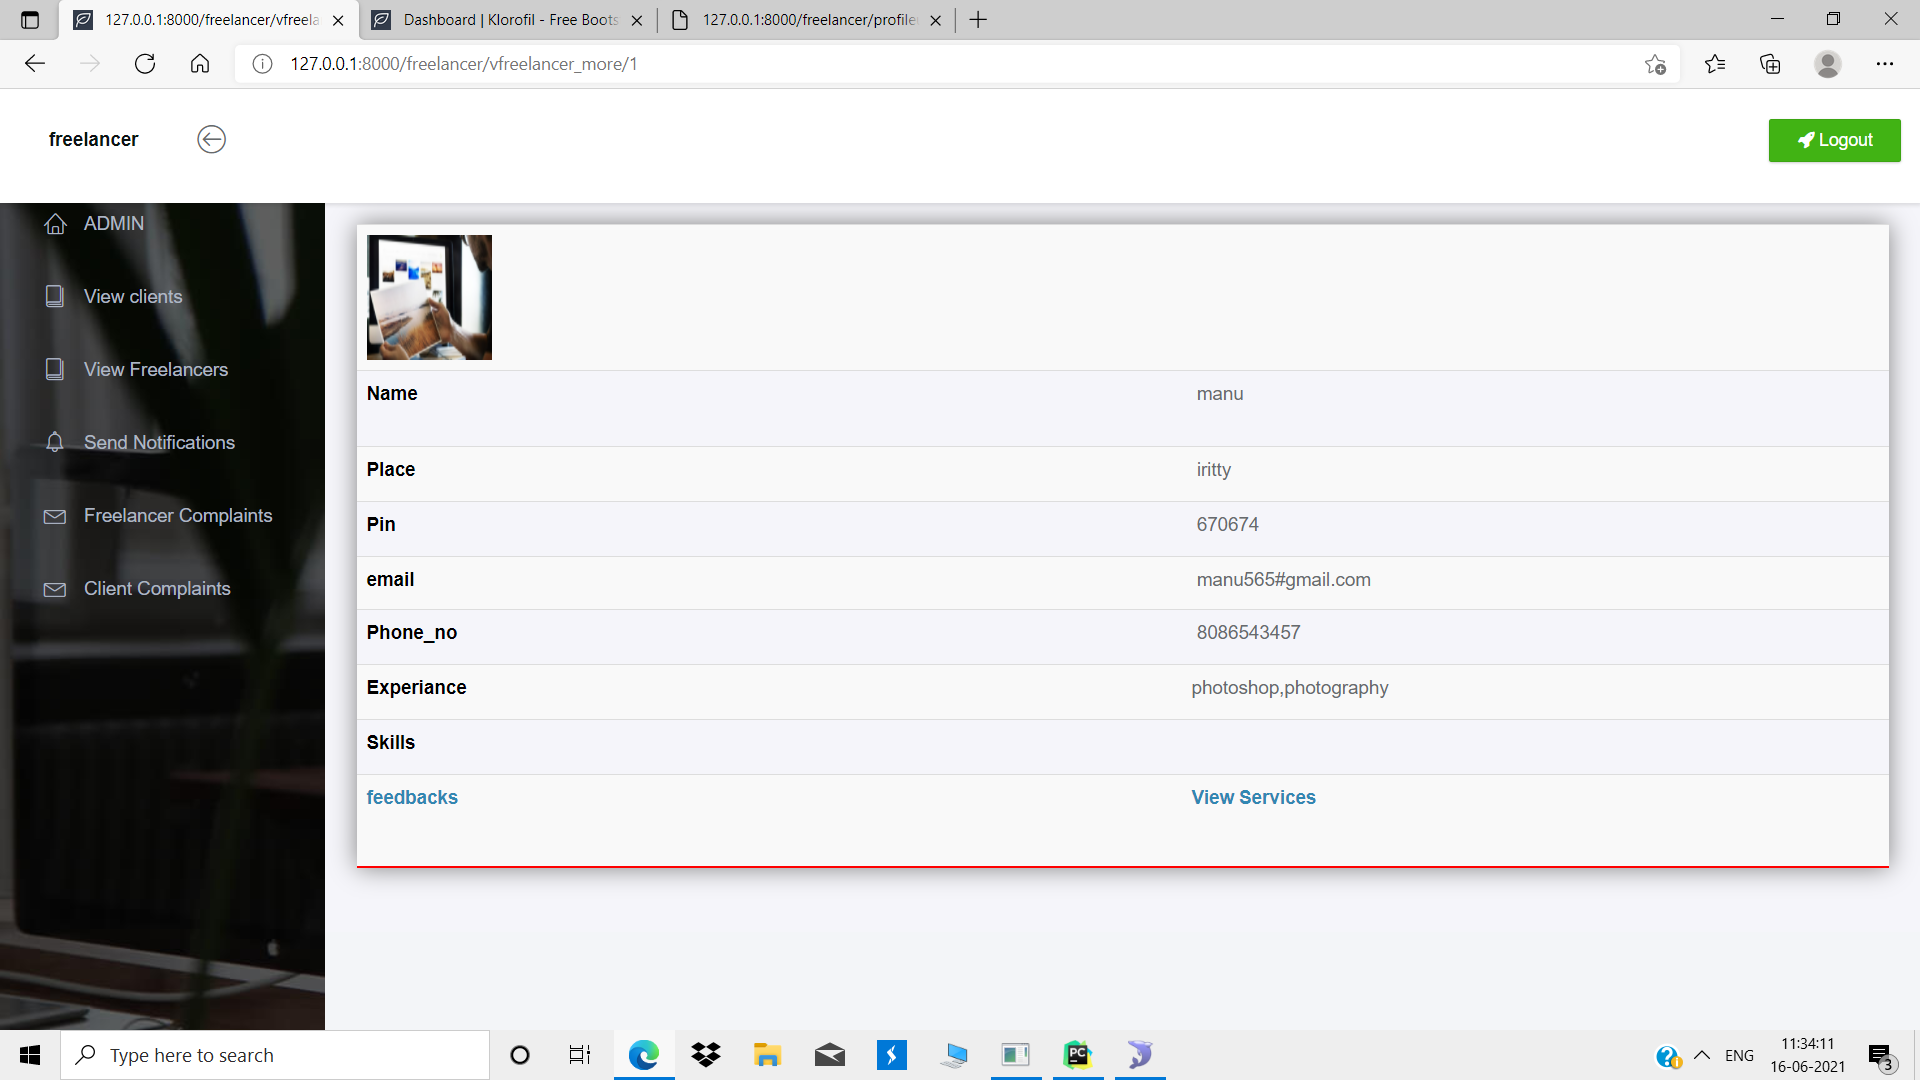 127.0.0.1:8000/freelancer/vfreela
Dashboard | Klorofil - Free Boots
127.0.0.1:8000/freelancer/profile
127.0.0.1:8000/freelancer/vfreelancer_more/1
freelancer
Logout
ADMIN
View clients
View Freelancers
Send Notifications
Freelancer Complaints
Client Complaints
Name manu
Place iritty
Pin 670674
email manu565#gmail.com
Phone_no 8086543457
Experiance photoshop,photography
Skills
feedbacks View Services
Type here to search
PC
ENG
11:34:11
16-06-2021
3